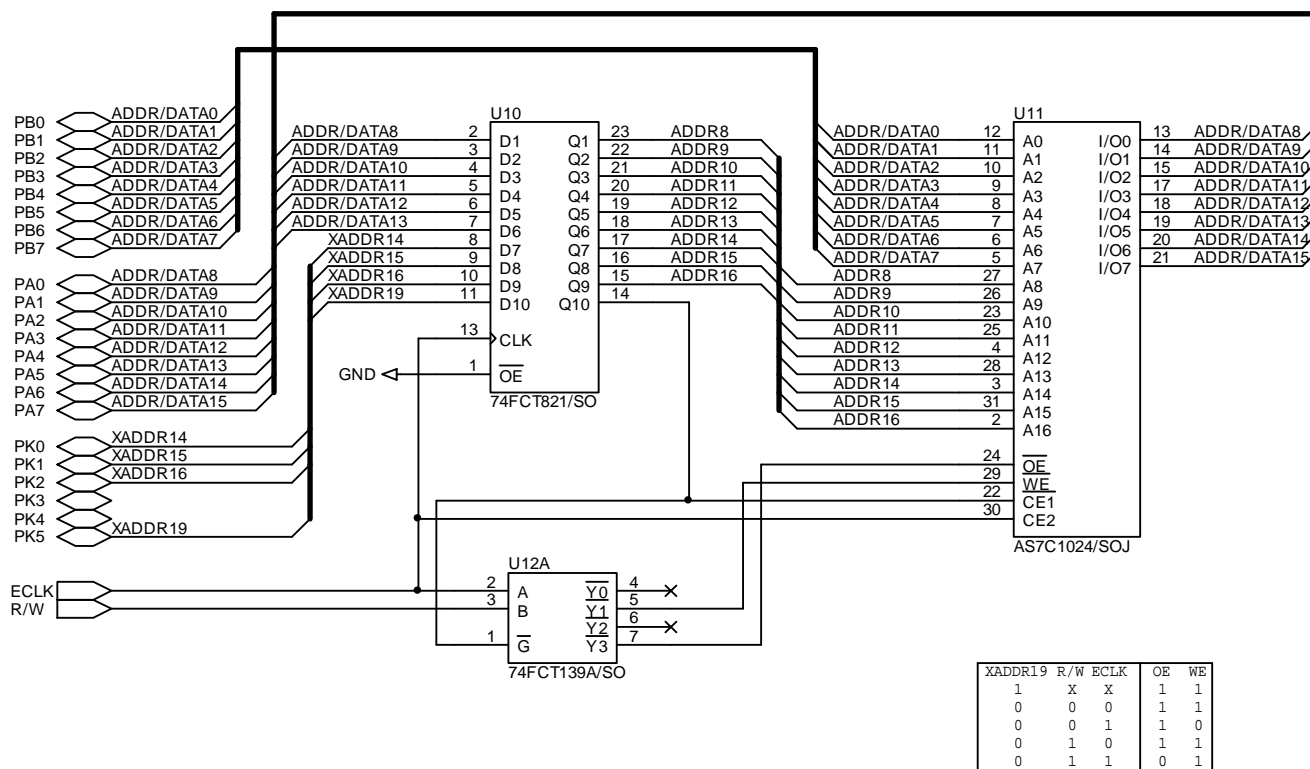 PB0 ADDR/DATA0
PB1 ADDR/DATA1
PB2 ADDR/DATA2
PB3 ADDR/DATA3
PB4 ADDR/DATA4
PB5 ADDR/DATA5
PB6 ADDR/DATA6
PB7 ADDR/DATA7
PA0 ADDR/DATA8
PA1 ADDR/DATA9
PA2 ADDR/DATA10
PA3 ADDR/DATA11
PA4 ADDR/DATA12
PA5 ADDR/DATA13
PA6 ADDR/DATA14
PA7 ADDR/DATA15
PK0 XADDR14
PK1 XADDR15
PK2 XADDR16
PK3
PK4
PK5 XADDR19
ECLK
R/W
U10
ADDR/DATA8 2 D1 Q1 23 ADDR8
ADDR/DATA9 3 D2 Q2 22 ADDR9
ADDR/DATA10 4 D3 Q3 21 ADDR10
ADDR/DATA11 5 D4 Q4 20 ADDR11
ADDR/DATA12 6 D5 Q5 19 ADDR12
ADDR/DATA13 7 D6 Q6 18 ADDR13
XADDR14 8 D7 Q7 17 ADDR14
XADDR15 9 D8 Q8 16 ADDR15
XADDR16 10 D9 Q9 15 ADDR16
XADDR19 11 D10 Q10 14
13 CLK
GND 1 OE
74FCT821/SO
U12A
2 A Y0 4
3 B Y1 5
Y2 6
1 G Y3 7
74FCT139A/SO
U11
ADDR/DATA0 12 A0 I/O0 13 ADDR/DATA8
ADDR/DATA1 11 A1 I/O1 14 ADDR/DATA9
ADDR/DATA2 10 A2 I/O2 15 ADDR/DATA10
ADDR/DATA3 9 A3 I/O3 17 ADDR/DATA11
ADDR/DATA4 8 A4 I/O4 18 ADDR/DATA12
ADDR/DATA5 7 A5 I/O5 19 ADDR/DATA13
ADDR/DATA6 6 A6 I/O6 20 ADDR/DATA14
ADDR/DATA7 5 A7 I/O7 21 ADDR/DATA15
ADDR8 27 A8
ADDR9 26 A9
ADDR10 23 A10
ADDR11 25 A11
ADDR12 4 A12
ADDR13 28 A13
ADDR14 3 A14
ADDR15 31 A15
ADDR16 2 A16
24 OE
29 WE
22 CE1
30 CE2
AS7C1024/SOJ
XADDR19 R/W ECLK OE WE
1 X X 1 1
0 0 0 1 1
0 0 1 1 0
0 1 0 1 1
0 1 1 0 1